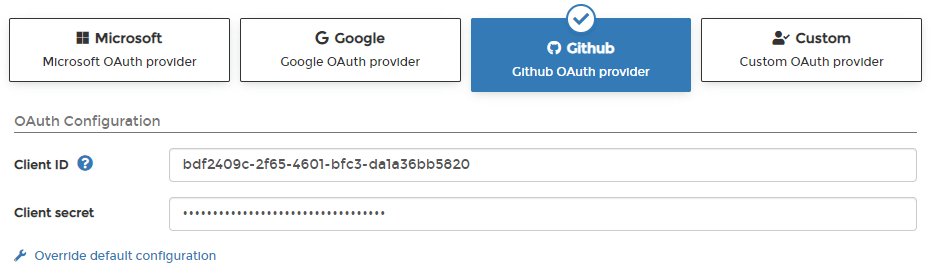 Microsoft
Microsoft OAuth provider
Google
Google OAuth provider
Github
Github OAuth provider
Custom
Custom OAuth provider
OAuth Configuration
Client ID ?
bdf2409c-2f65-4601-bfc3-da1a36bb5820
Client secret
••••••••••••••••••••••••••••••••••
Override default configuration